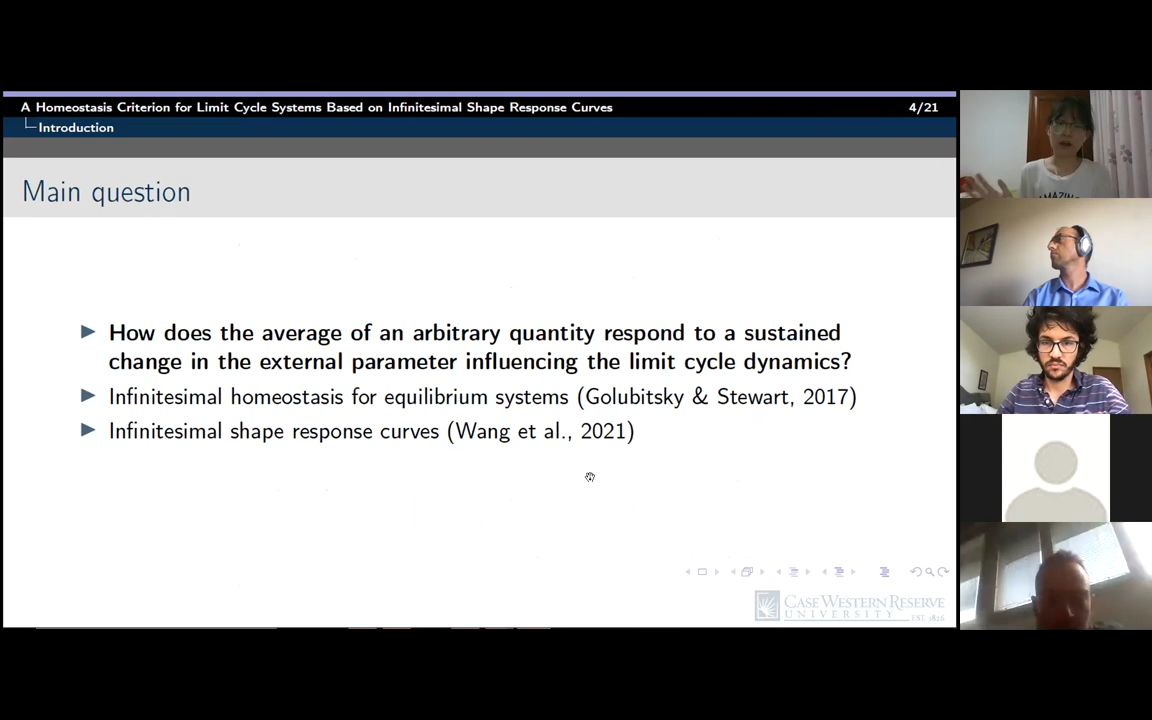 A Homeostasis Criterion for Limit Cycle Systems Based on Infinitesimal Shape Response Curves 4/21
Introduction
Main question
How does the average of an arbitrary quantity respond to a sustained
change in the external parameter influencing the limit cycle dynamics?
Infinitesimal homeostasis for equilibrium systems (Golubitsky & Stewart, 2017)
Infinitesimal shape response curves (Wang et al., 2021)
CASE WESTERN RESERVE
UNIVERSITY EST. 1826
AMAZING